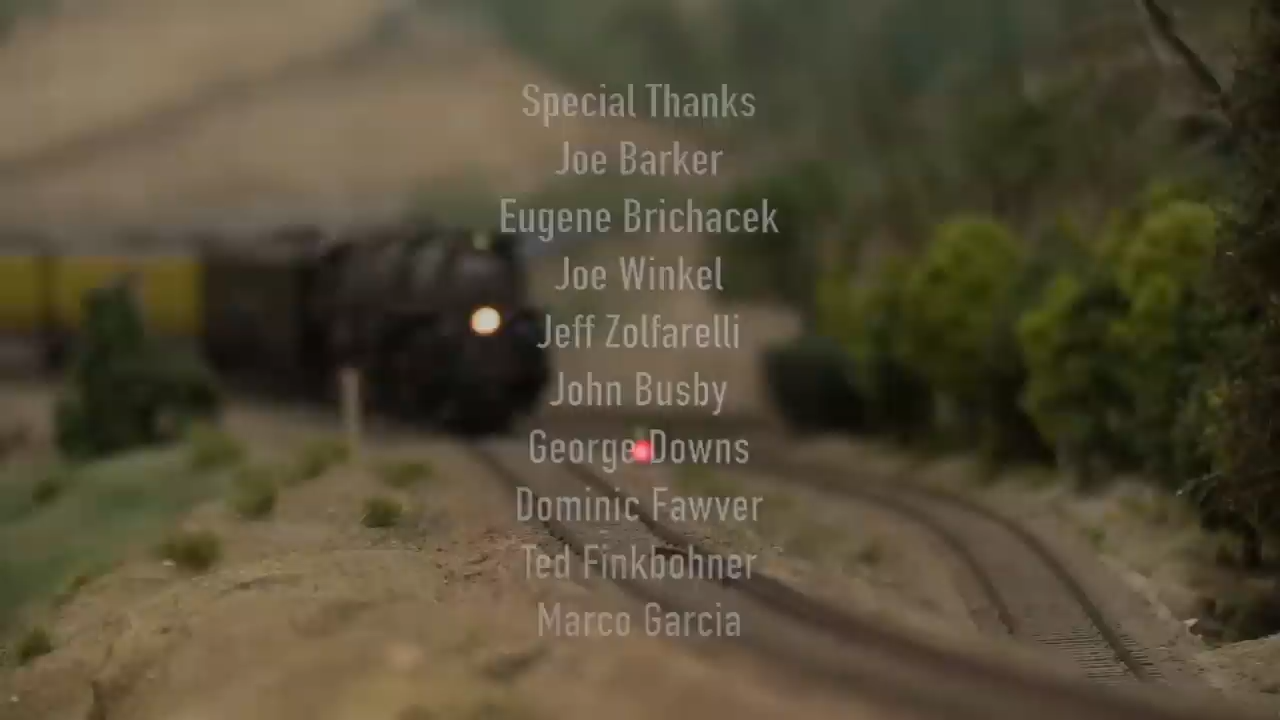 Special Thanks
Joe Barker
Eugene Brichacek
Joe Winkel
Jeff Zolfarelli
John Busby
George Downs
Dominic Fawver
Ted Finkbohner
Marco Garcia